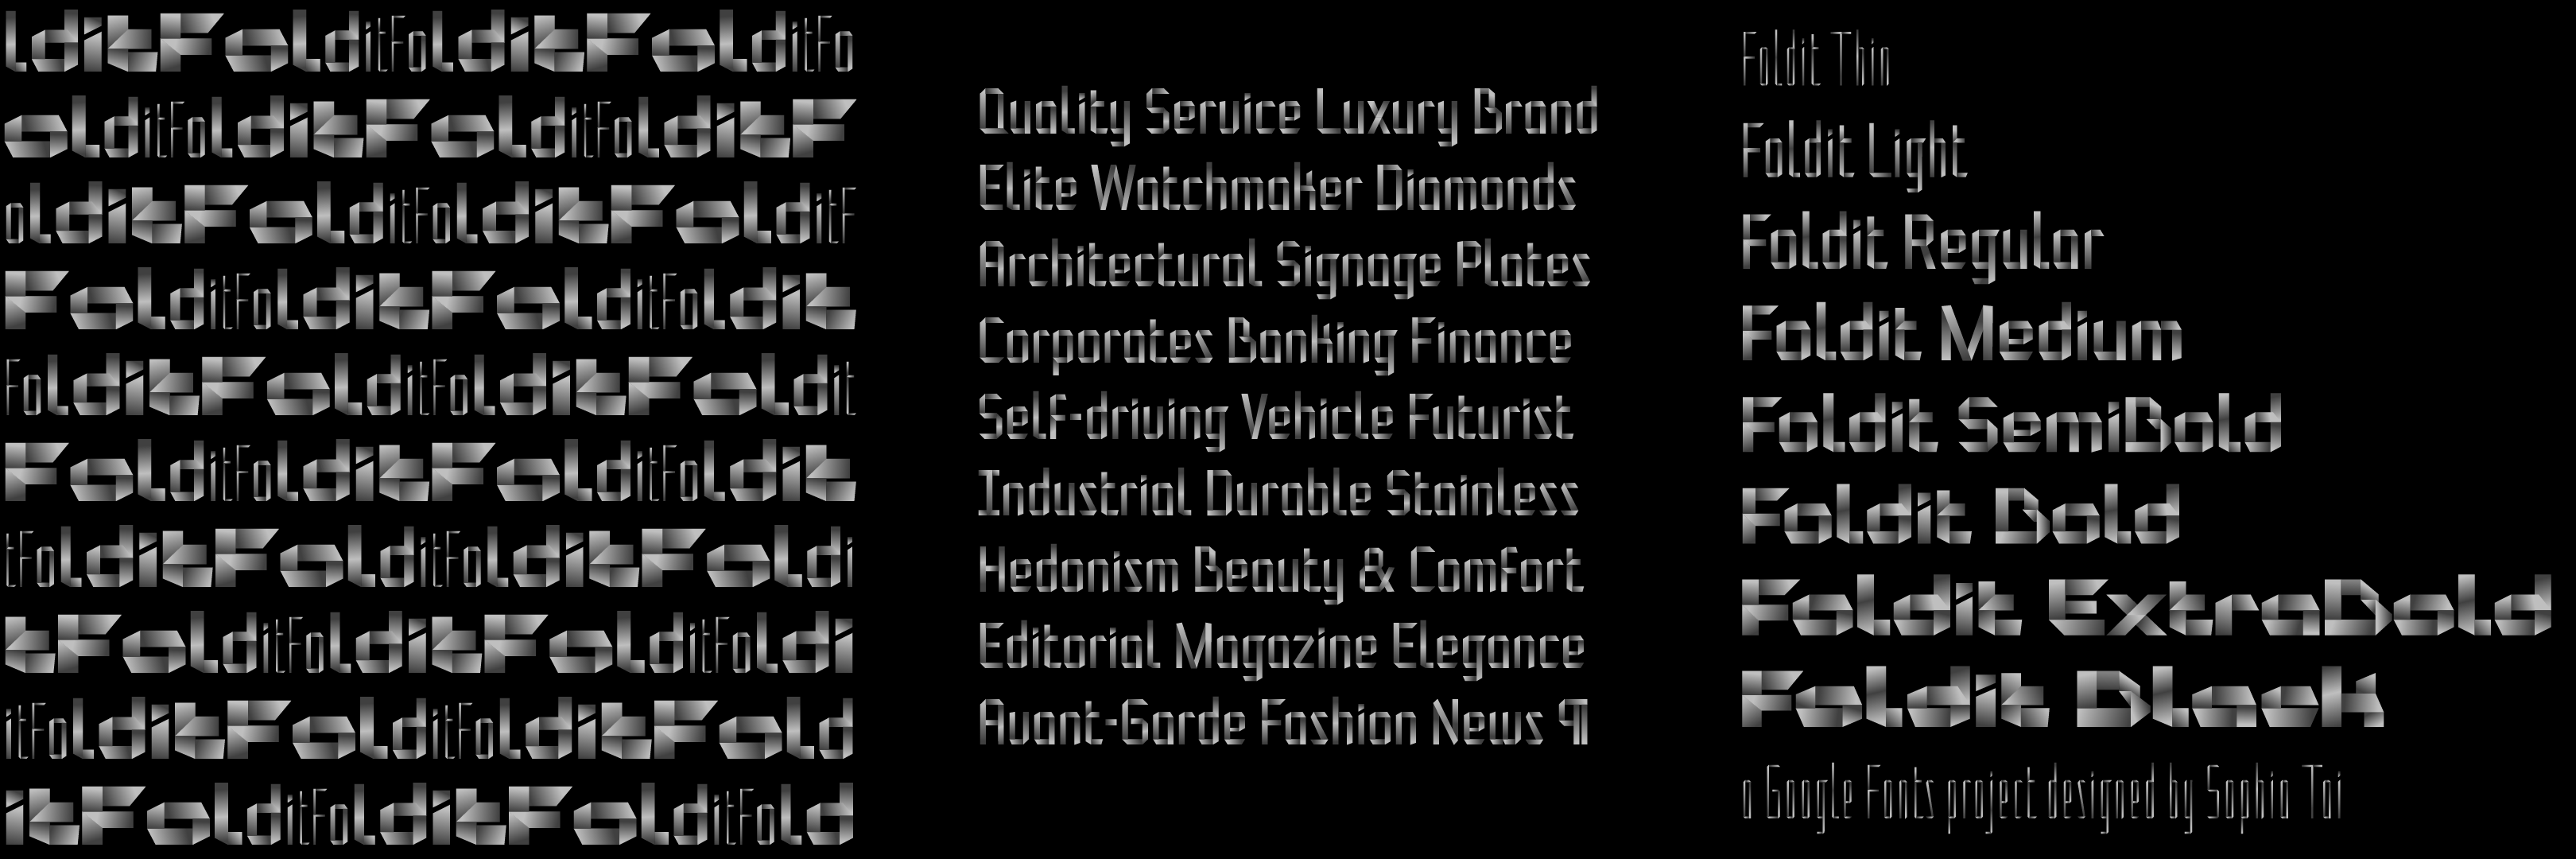 lditFolditFolditFolditFo
olditFolditFolditFolditF
olditFolditFolditFolditF
FolditFolditFolditFoldit
FolditFolditFolditFoldit
FolditFolditFolditFoldit
tFolditFolditFolditFoldi
tFolditFolditFolditFoldi
itFolditFolditFolditFold
itFolditFolditFolditFold
Quality Service Luxury Brand
Elite Watchmaker Diamonds
Architectural Signage Plates
Corporates Banking Finance
Self-driving Vehicle Futurist
Industrial Durable Stainless
Hedonism Beauty & Comfort
Editorial Magazine Elegance
Avant-Garde Fashion News ¶
Foldit Thin
Foldit Light
Foldit Regular
Foldit Medium
Foldit SemiBold
Foldit Bold
Foldit ExtraBold
Foldit Black
a Google Fonts project designed by Sophia Tai